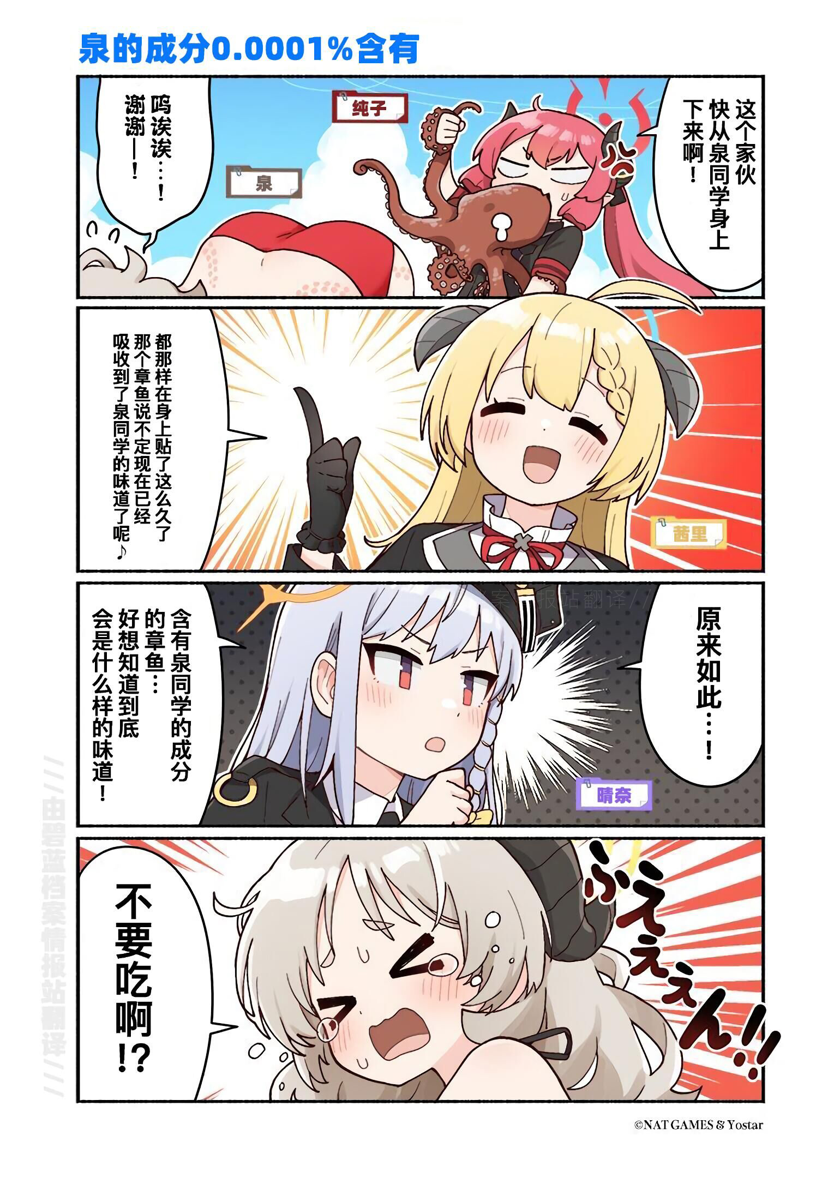 泉的成分0.0001%含有
这个家伙
快从泉同学身上
下来啊！
纯子
呜诶诶…！
谢谢—！
泉
都那样在身上贴了这么久了
那个章鱼说不定现在已经
吸收到了泉同学的味道了呢♪
茜里
原来如此…！
含有泉同学的成分
的章鱼…
好想知道到底
会是什么样的味道！
晴奈
ふえぇぇぇん!!
不要吃啊!?
///由碧蓝档案情报站翻译///
©NAT GAMES & Yostar